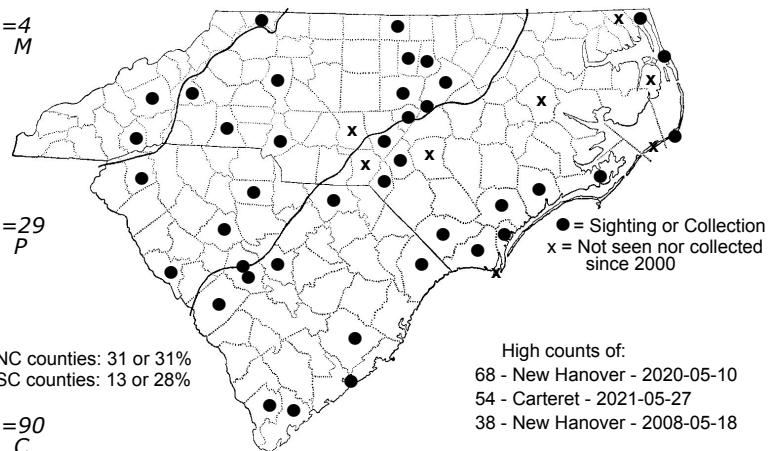 =4
M
=29
P
● = Sighting or Collection
x = Not seen nor collected
since 2000
NC counties: 31 or 31%
SC counties: 13 or 28%
High counts of:
68 - New Hanover - 2020-05-10
54 - Carteret - 2021-05-27
38 - New Hanover - 2008-05-18
=90
C